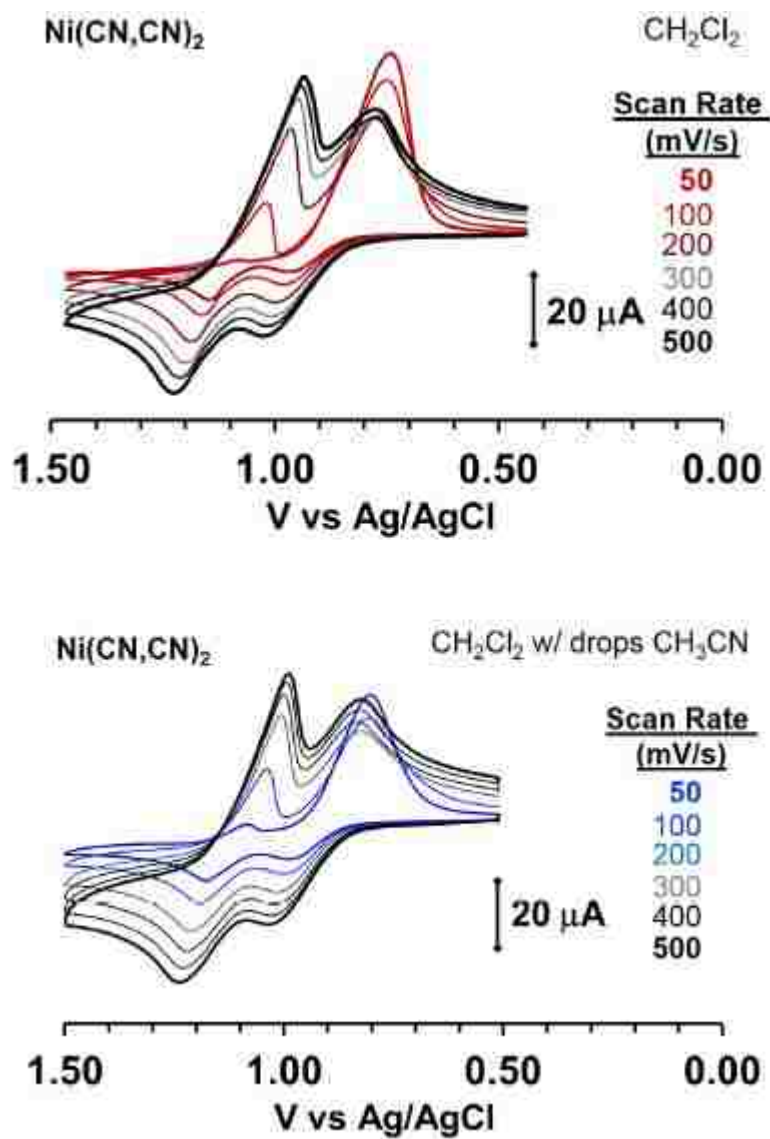 Ni(CN,CN)₂
CH₂Cl₂
Scan Rate
(mV/s)
50
100
200
300
400
500
20 μA
1.50 1.00 0.50 0.00
V vs Ag/AgCl
Ni(CN,CN)₂
CH₂Cl₂ w/ drops CH₃CN
Scan Rate
(mV/s)
50
100
200
300
400
500
20 μA
1.50 1.00 0.50 0.00
V vs Ag/AgCl